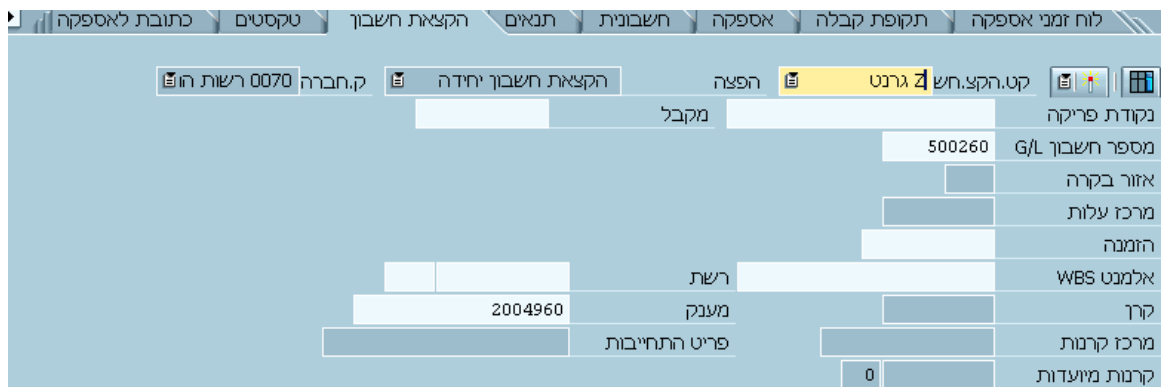 לוח זמני אספקה תקופת קבלה אספקה חשבונית תנאים הקצאת חשבון טקסטים כתובת לאספקה
קט.הקצ.חש Z גרנט הפצה הקצאת חשבון יחידה ק.חברה 0070 רשות הו
נקודת פריקה מקבל
מספר חשבון G/L 500260
אזור בקרה
מרכז עלות
הזמנה
אלמנט WBS רשת
קרן מענק 2004960
מרכז קרנות פריט התחייבות
קרנות מיועדות 0